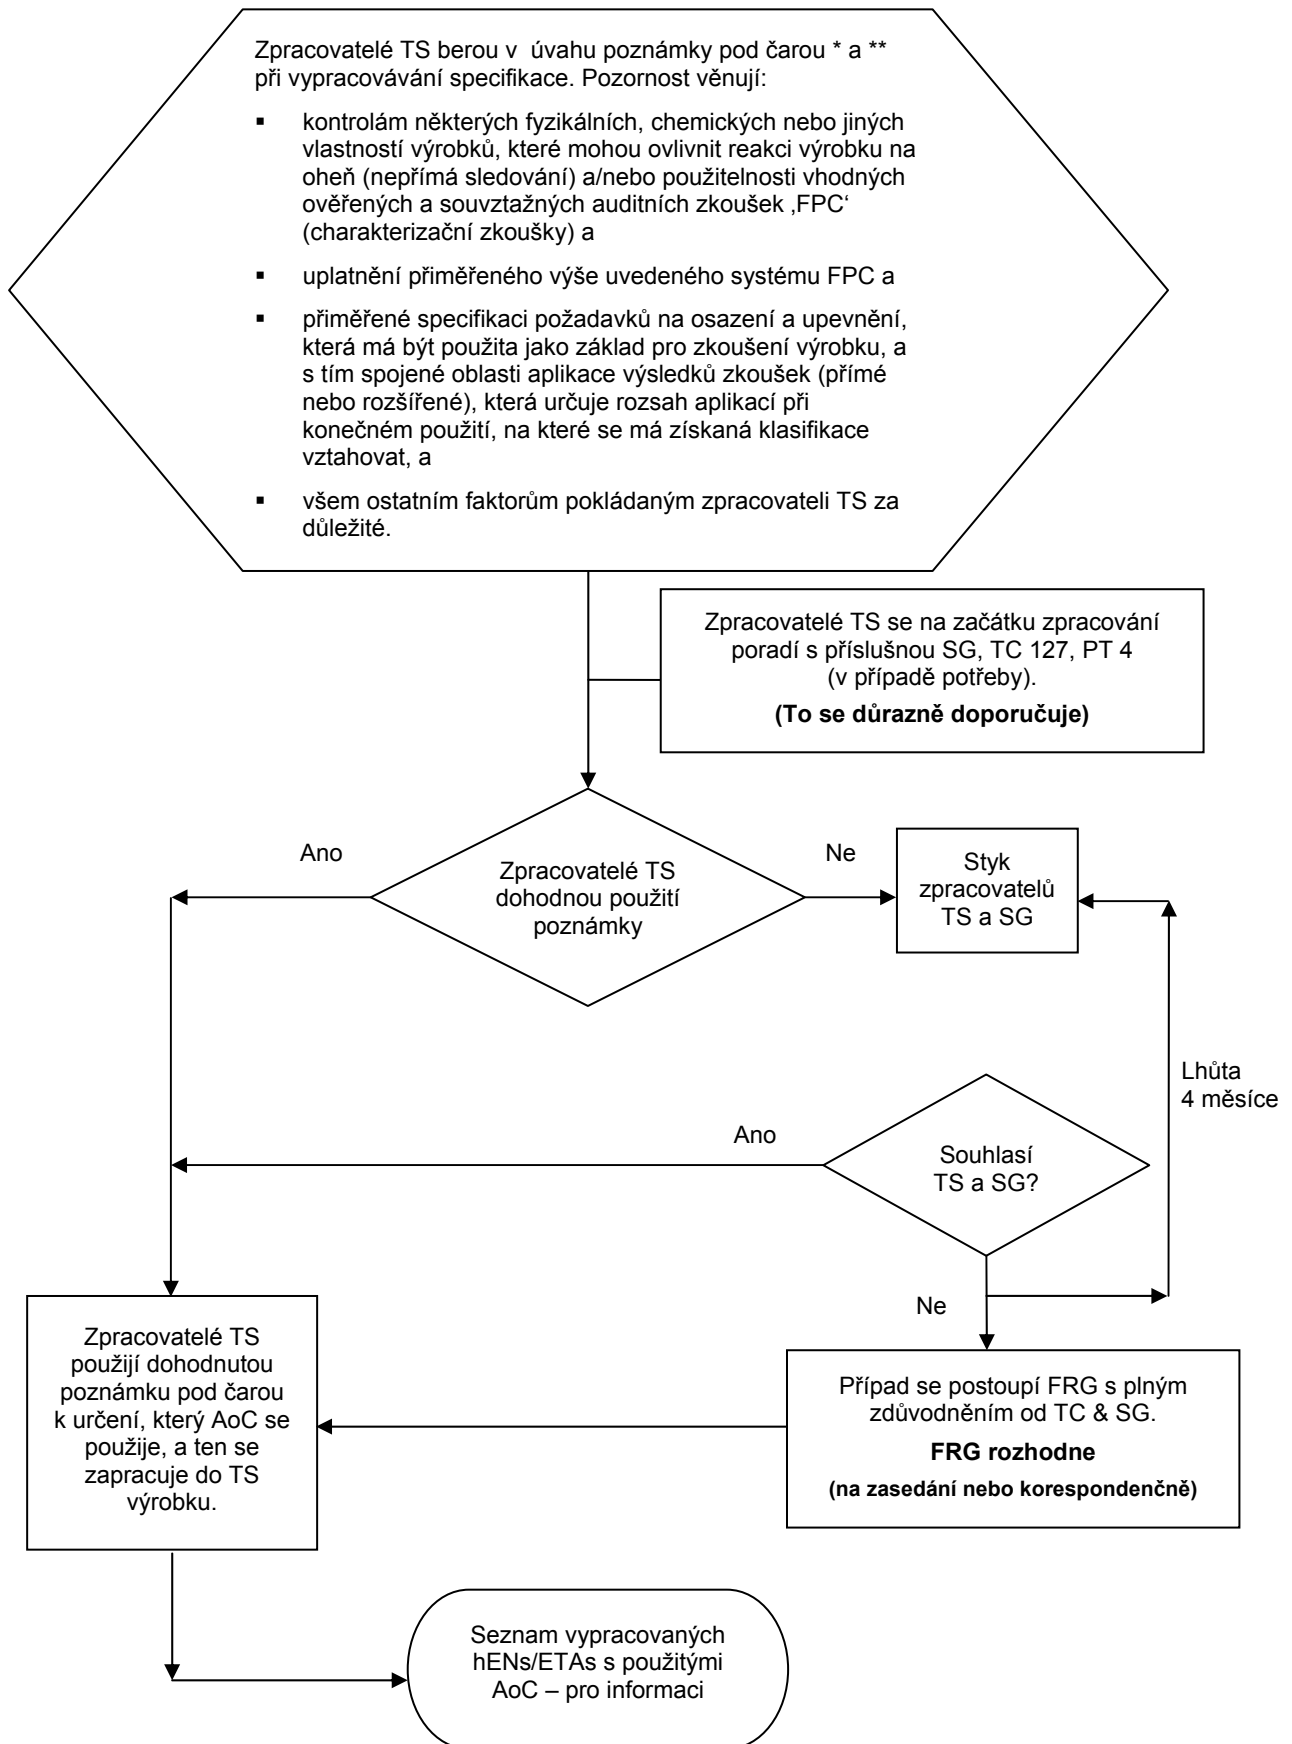 Zpracovatelé TS berou v úvahu poznámky pod čarou * a **
při vypracovávání specifikace. Pozornost věnují:
▪ kontrolám některých fyzikálních, chemických nebo jiných
vlastností výrobků, které mohou ovlivnit reakci výrobku na
oheň (nepřímá sledování) a/nebo použitelnosti vhodných
ověřených a souvztažných auditních zkoušek ‚FPC‘
(charakterizační zkoušky) a
▪ uplatnění přiměřeného výše uvedeného systému FPC a
▪ přiměřené specifikaci požadavků na osazení a upevnění,
která má být použita jako základ pro zkoušení výrobku, a
s tím spojené oblasti aplikace výsledků zkoušek (přímé
nebo rozšířené), která určuje rozsah aplikací při
konečném použití, na které se má získaná klasifikace
vztahovat, a
▪ všem ostatním faktorům pokládaným zpracovateli TS za
důležité.
Zpracovatelé TS se na začátku zpracování
poradí s příslušnou SG, TC 127, PT 4
(v případě potřeby).
(To se důrazně doporučuje)
Ano
Zpracovatelé TS
dohodnou použití
poznámky
Ne
Styk
zpracovatelů
TS a SG
Lhůta
4 měsíce
Ano
Souhlasí
TS a SG?
Ne
Zpracovatelé TS
použijí dohodnutou
poznámku pod čarou
k určení, který AoC se
použije, a ten se
zapracuje do TS
výrobku.
Případ se postoupí FRG s plným
zdůvodněním od TC & SG.
FRG rozhodne
(na zasedání nebo korespondenčně)
Seznam vypracovaných
hENs/ETAs s použitými
AoC – pro informaci